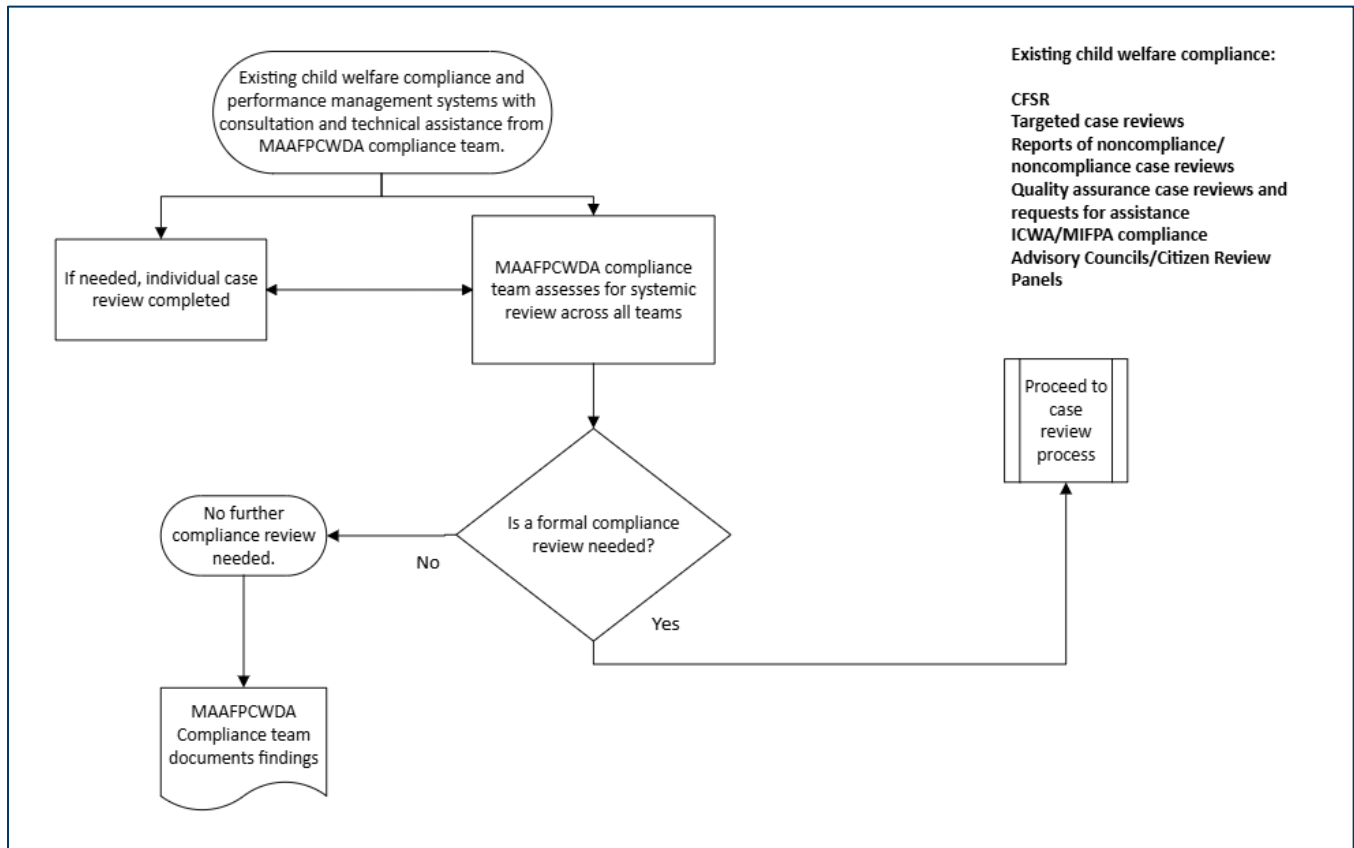 Existing child welfare compliance and
performance management systems with
consultation and technical assistance from
MAAFPCWDA compliance team.
Existing child welfare compliance:
CFSR
Targeted case reviews
Reports of noncompliance/
noncompliance case reviews
Quality assurance case reviews and
requests for assistance
ICWA/MIFPA compliance
Advisory Councils/Citizen Review
Panels
If needed, individual case
review completed
MAAFPCWDA compliance
team assesses for systemic
review across all teams
Proceed to
case
review
process
Is a formal compliance
review needed?
No
Yes
No further
compliance review
needed.
MAAFPCWDA
Compliance team
documents findings